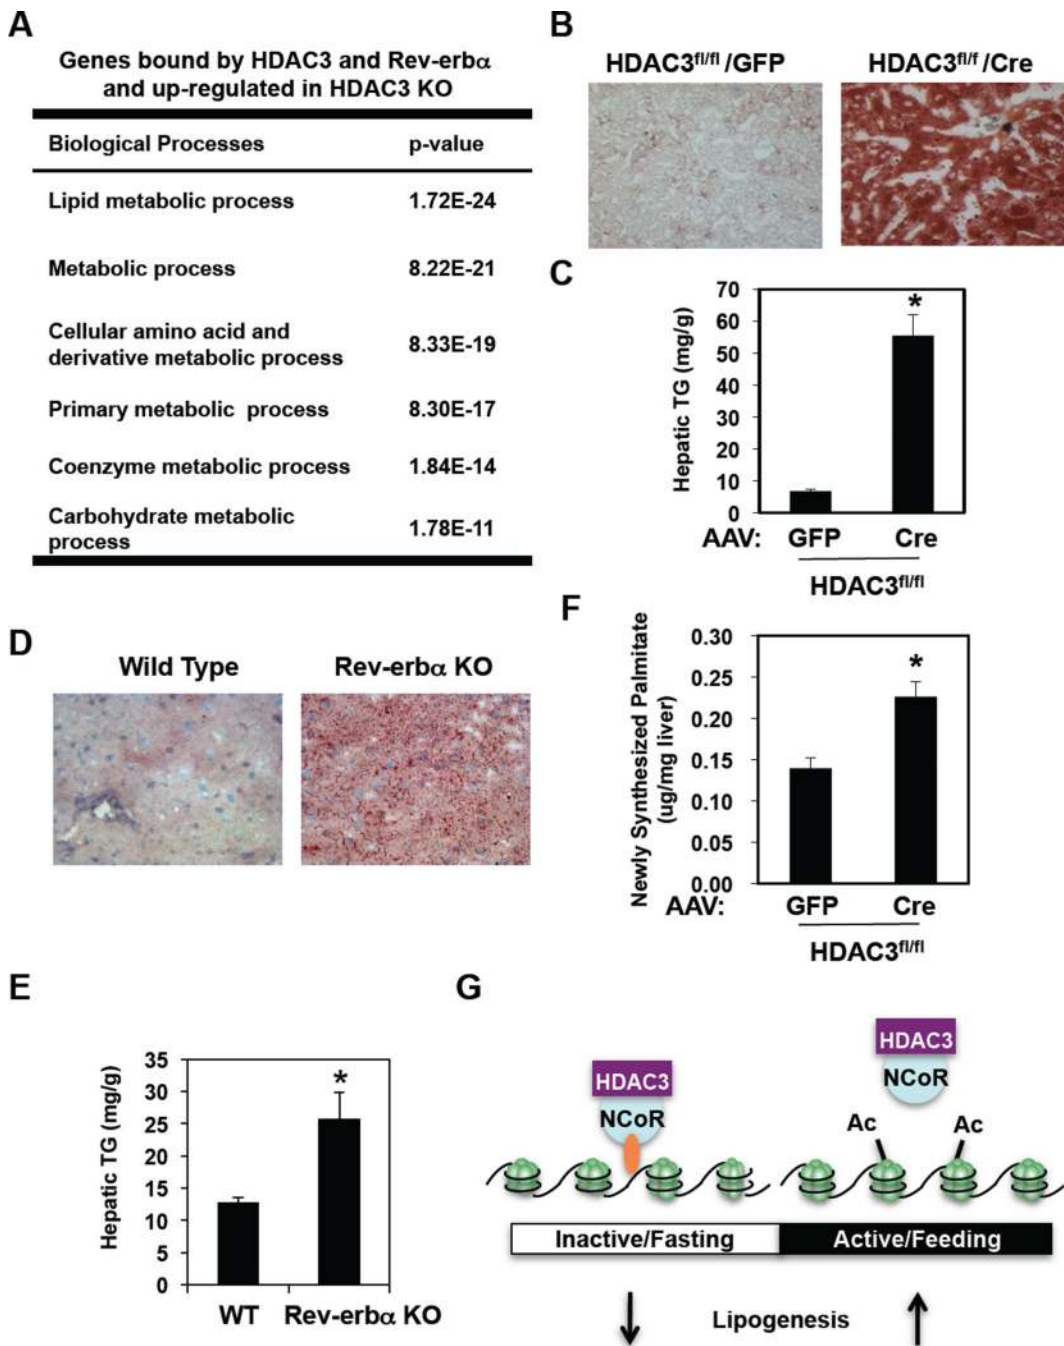 A
Genes bound by HDAC3 and Rev-erbα
and up-regulated in HDAC3 KO
Biological Processes p-value
Lipid metabolic process 1.72E-24
Metabolic process 8.22E-21
Cellular amino acid and
derivative metabolic process 8.33E-19
Primary metabolic process 8.30E-17
Coenzyme metabolic process 1.84E-14
Carbohydrate metabolic
process 1.78E-11
B
HDAC3fl/fl /GFP HDAC3fl/f /Cre
C
Hepatic TG (mg/g)
70
60
50
40
30
20
10
0
*
AAV: GFP Cre
HDAC3fl/fl
D
Wild Type Rev-erbα KO
E
Hepatic TG (mg/g)
35
30
25
20
15
10
5
0
*
WT Rev-erbα KO
F
Newly Synthesized Palmitate
(ug/mg liver)
0.30
0.25
0.20
0.15
0.10
0.05
0.00
*
AAV: GFP Cre
HDAC3fl/fl
G
HDAC3
NCoR
HDAC3
NCoR
Ac Ac
Inactive/Fasting Active/Feeding
Lipogenesis